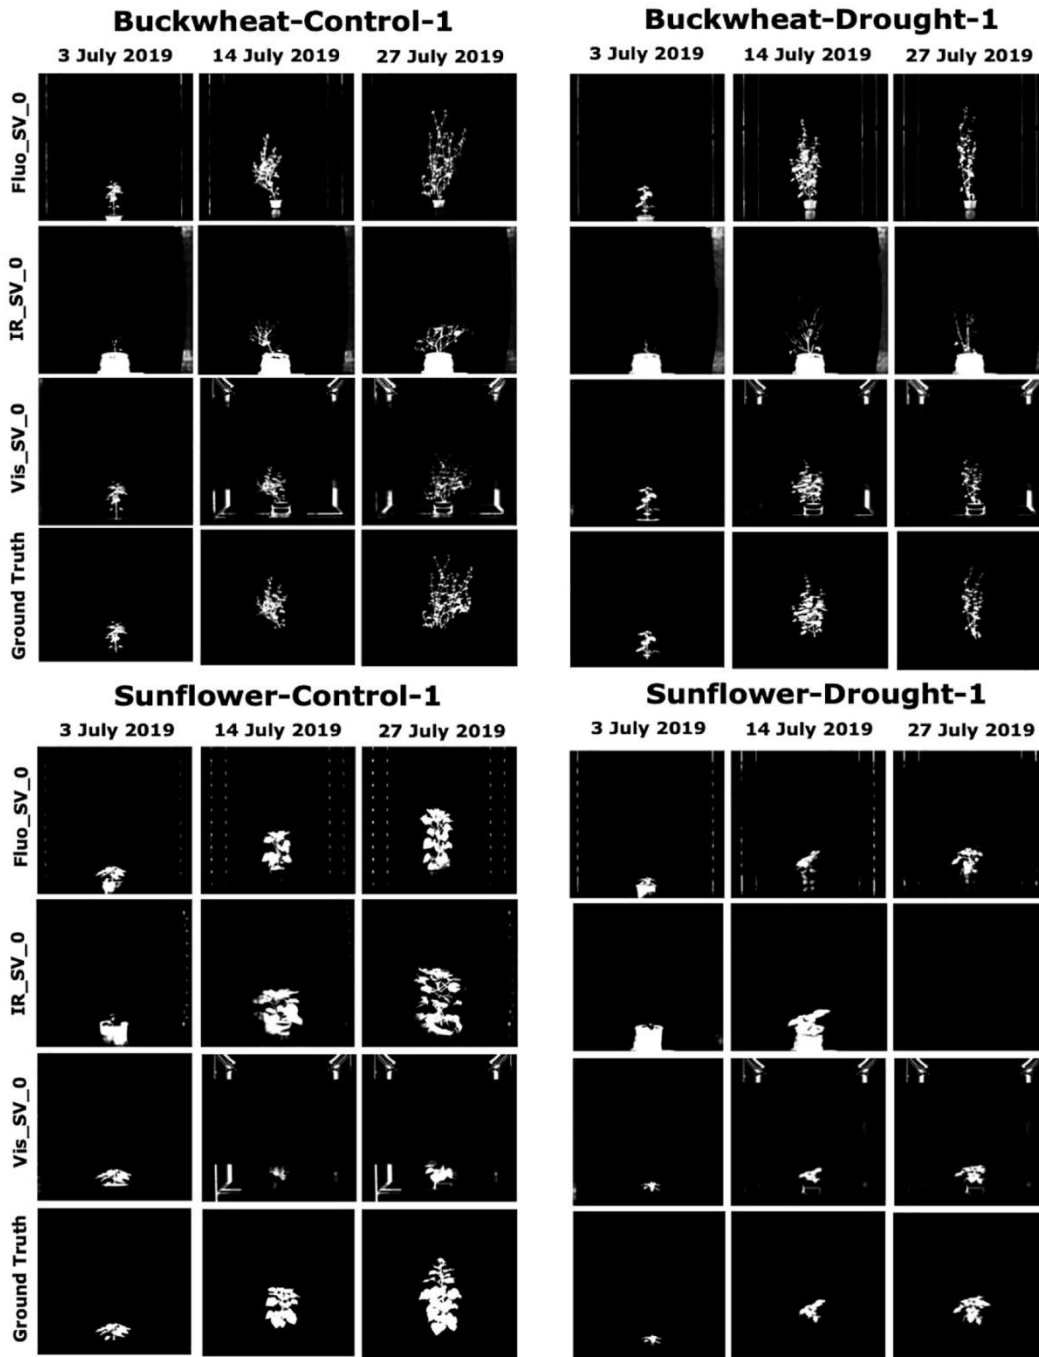 Buckwheat-Control-1
Buckwheat-Drought-1
3 July 2019 14 July 2019 27 July 2019
3 July 2019 14 July 2019 27 July 2019
Fluo_SV_0
IR_SV_0
Vis_SV_0
Ground Truth
Sunflower-Control-1
Sunflower-Drought-1
3 July 2019 14 July 2019 27 July 2019
3 July 2019 14 July 2019 27 July 2019
Fluo_SV_0
IR_SV_0
Vis_SV_0
Ground Truth